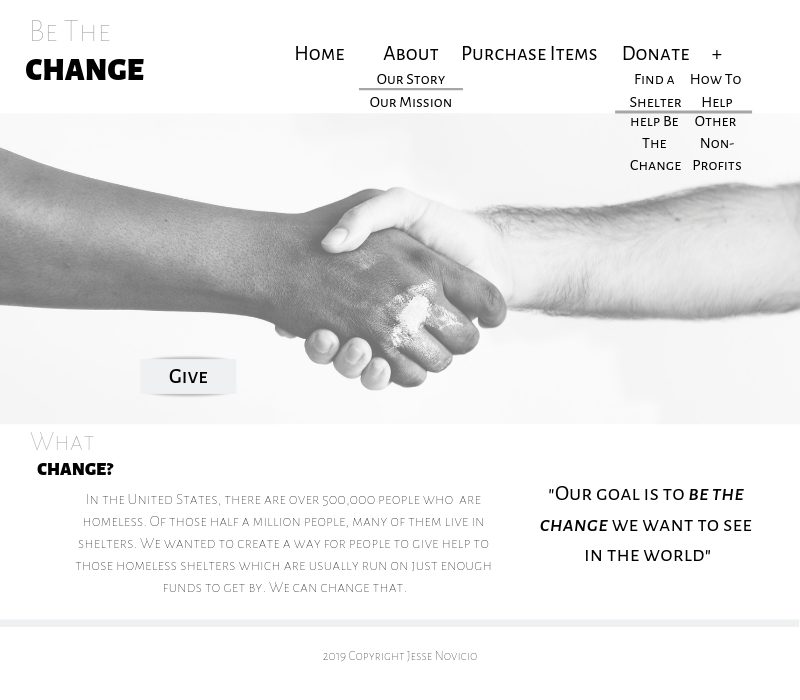 Be The
CHANGE
Home About Purchase Items Donate +
Our Story
Our Mission
Find a
Shelter
help Be
The
Change
How To
Help
Other
Non-
Profits
Give
What
CHANGE?
In the United States, there are over 500,000 people who are
homeless. Of those half a million people, many of them live in
shelters. We wanted to create a way for people to give help to
those homeless shelters which are usually run on just enough
funds to get by. We can change that.
"Our goal is to be the
change we want to see
in the world"
2019 Copyright Jesse Novicio